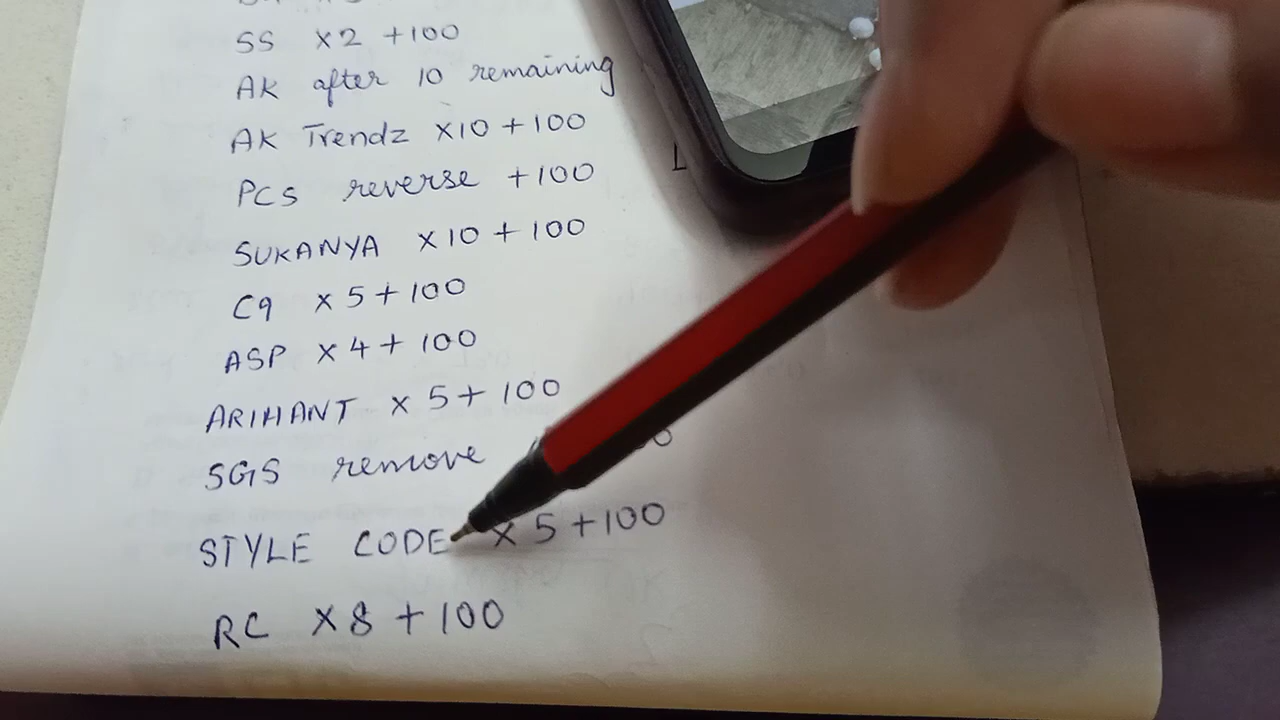 SS x2 +100
AK after 10 remaining
AK Trendz x10 +100
PCS reverse +100
SUKANYA x10 +100
C9 x5+100
ASP x4+100
ARIHANT x5+100
SGS remove
STYLE CODE x5+100
RC x8 +100